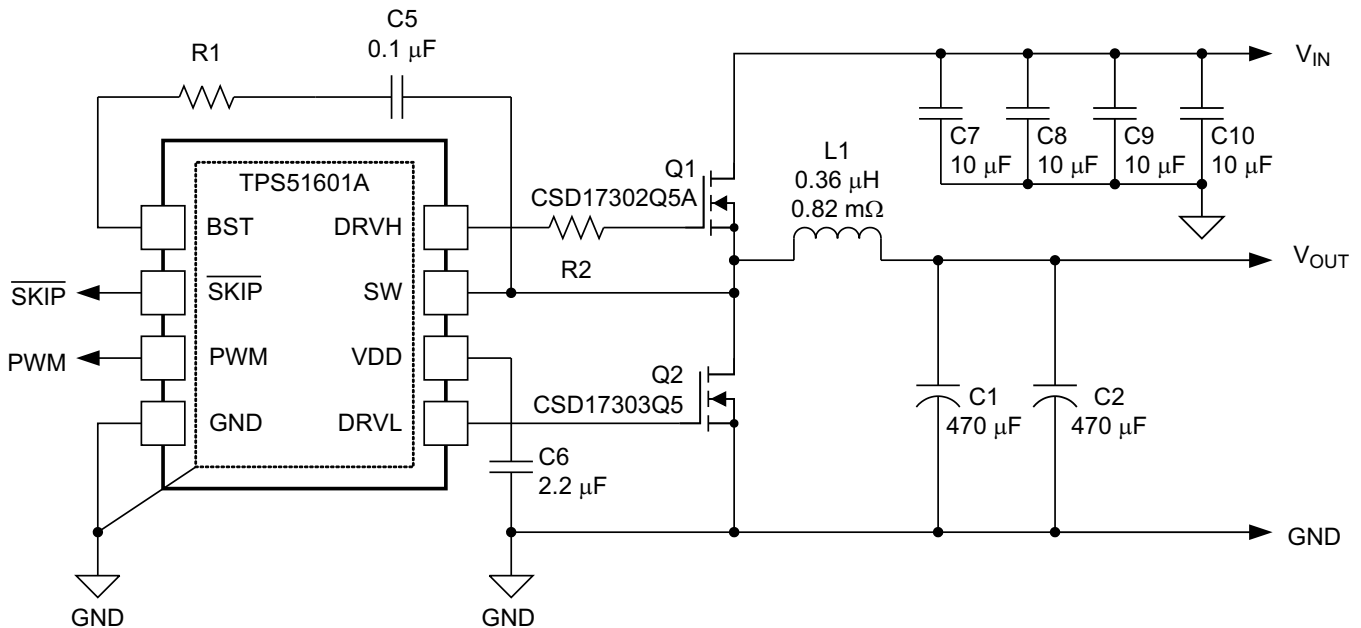 C5
0.1 μF
R1
V_IN
C7
10 μF
C8
10 μF
C9
10 μF
C10
10 μF
L1
0.36 μH
0.82 mΩ
Q1
CSD17302Q5A
TPS51601A
BST
DRVH
R2
V_OUT
SKIP
SKIP
SW
PWM
PWM
VDD
Q2
CSD17303Q5
C1
470 μF
C2
470 μF
GND
DRVL
C6
2.2 μF
GND
GND
GND